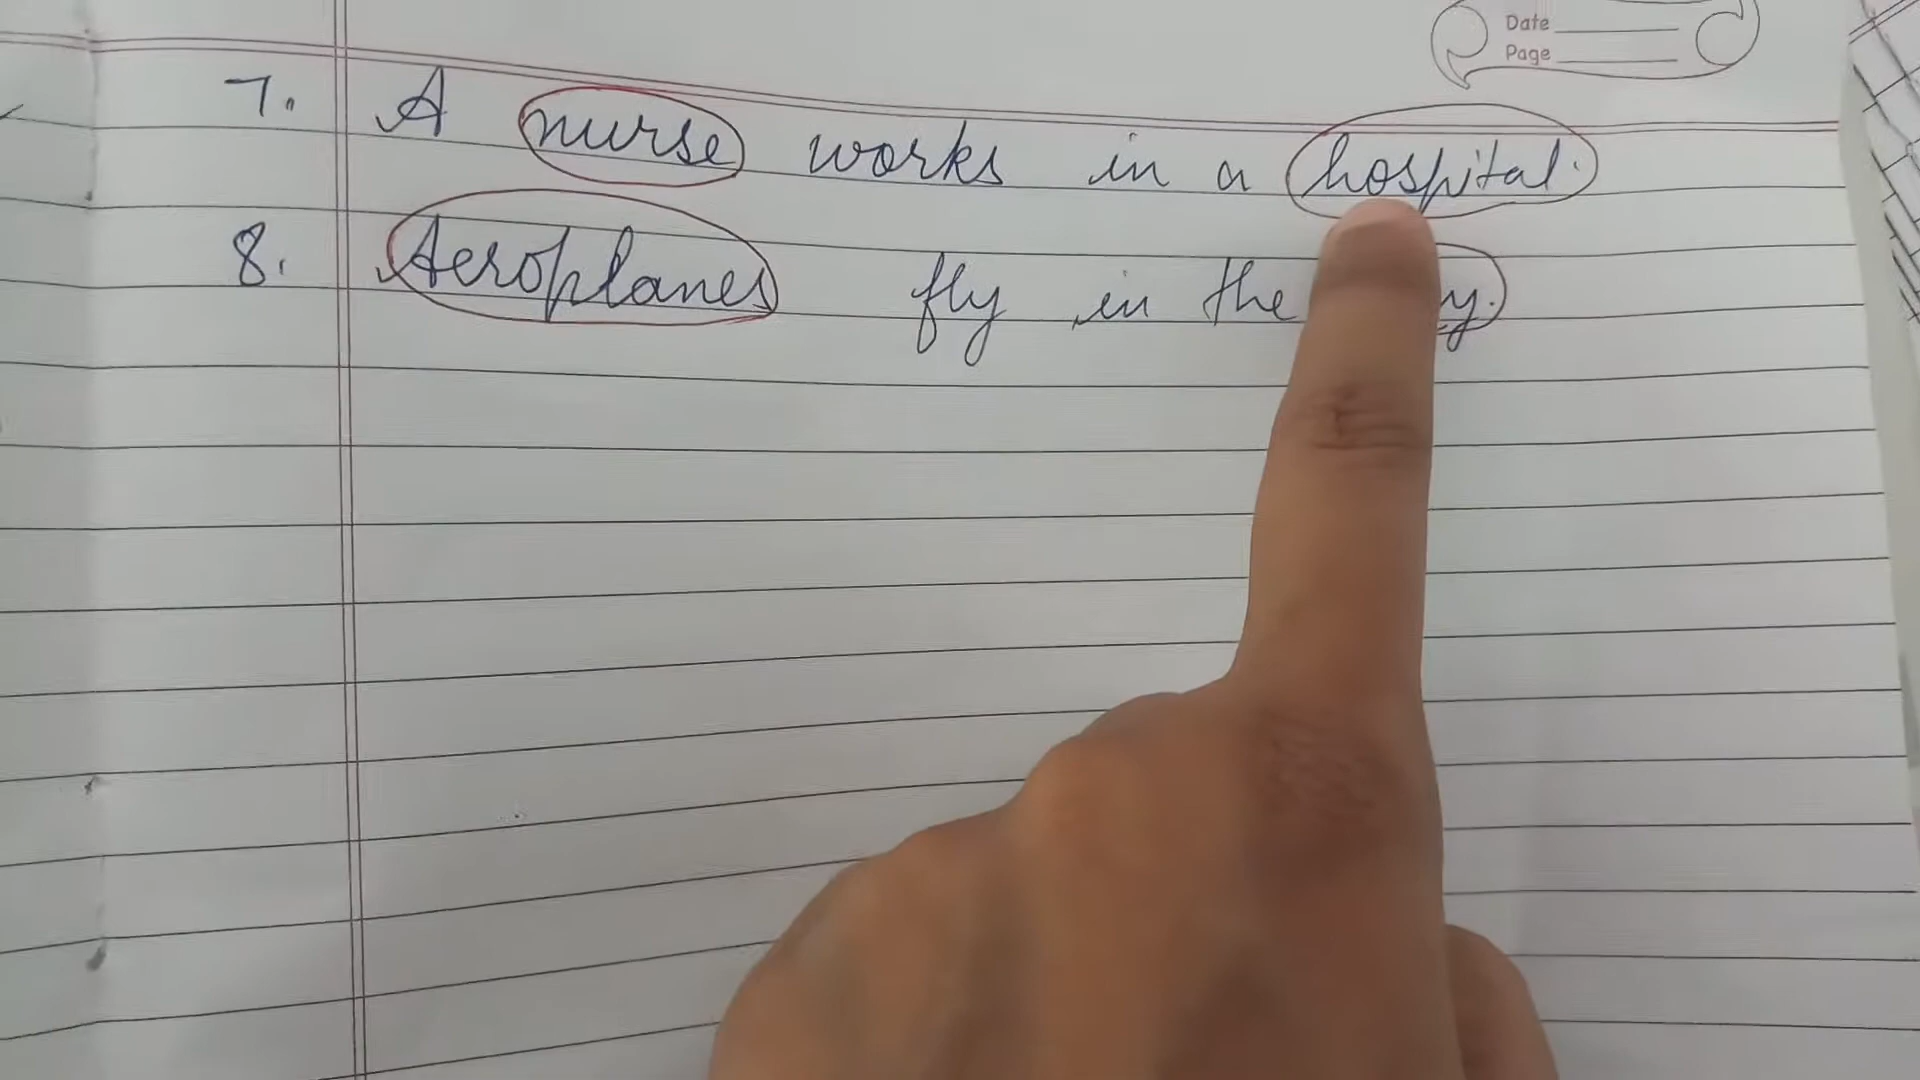 Date
Page
7. A nurse works in a hospital.
8. Aeroplanes fly in the